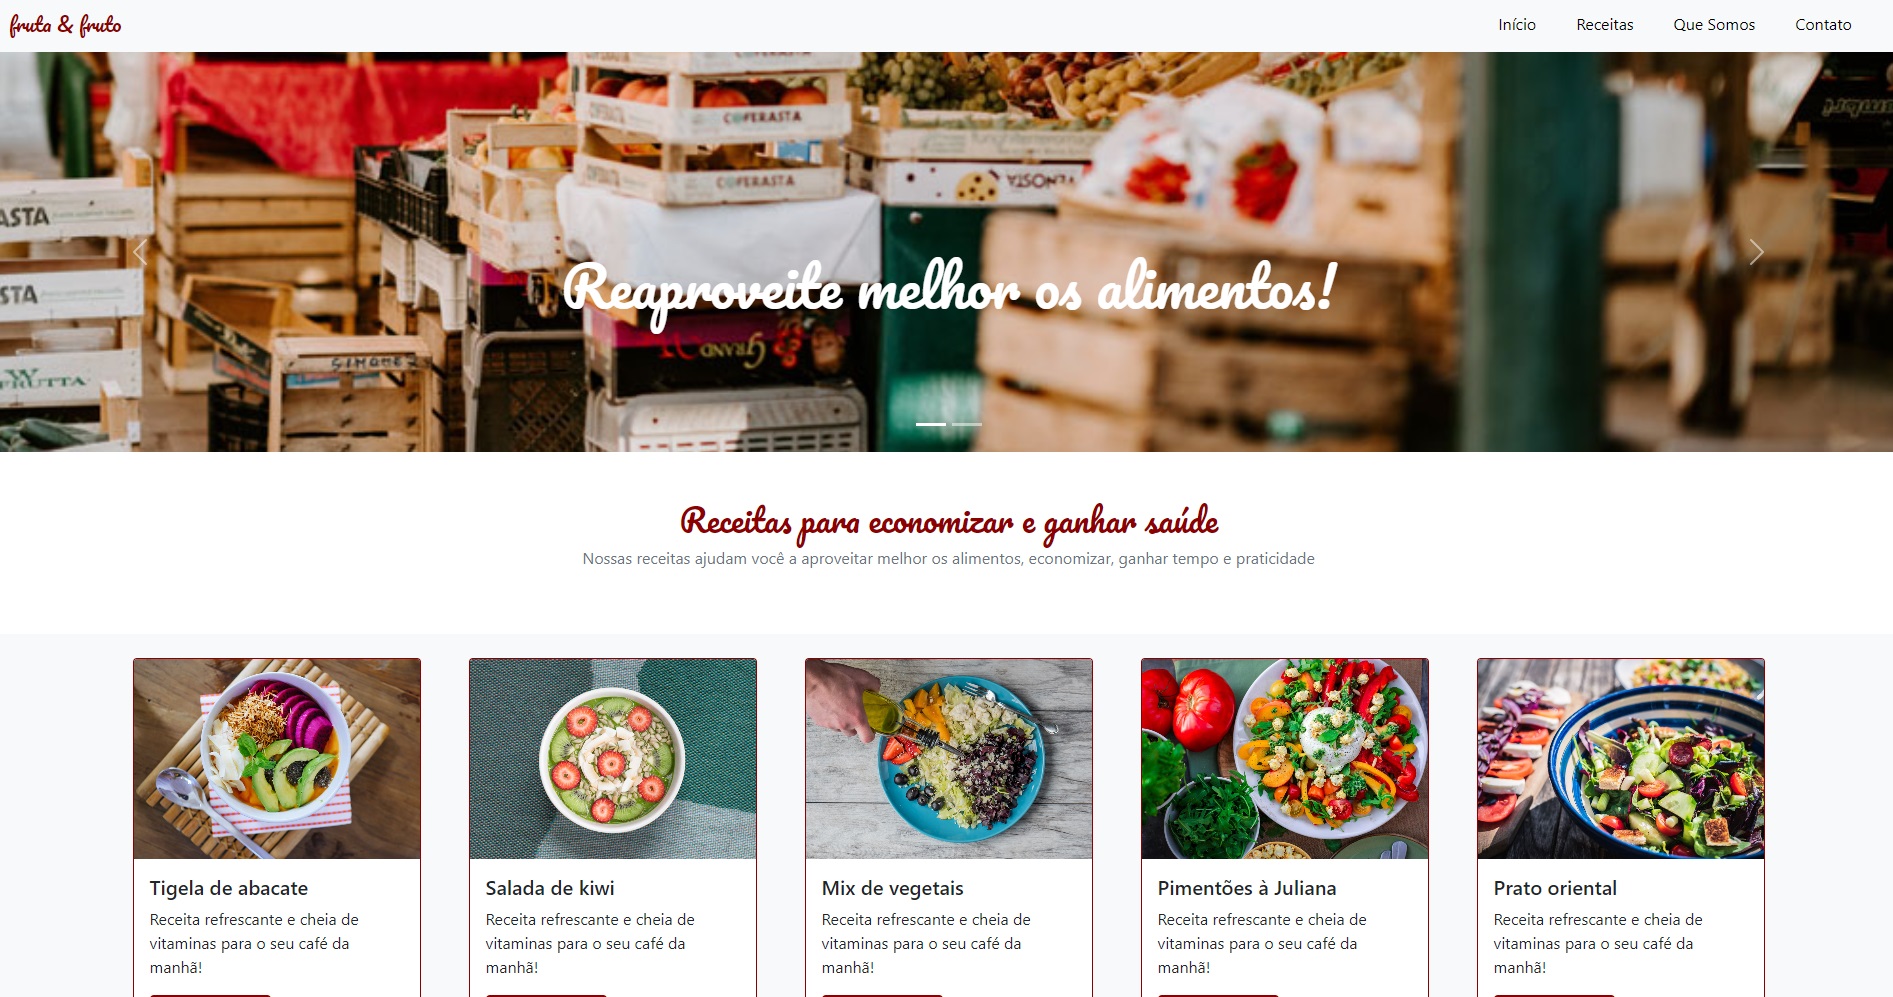 fruta & fruto
Início Receitas Que Somos Contato
COFERASTA
COFERASTA
VENOSTA
ASTA
STA
SIMONE
W
FRUTTA
GRAND
Reaproveite melhor os alimentos!
Receitas para economizar e ganhar saúde
Nossas receitas ajudam você a aproveitar melhor os alimentos, economizar, ganhar tempo e praticidade
Tigela de abacate
Receita refrescante e cheia de
vitaminas para o seu café da
manhã!
Salada de kiwi
Receita refrescante e cheia de
vitaminas para o seu café da
manhã!
Mix de vegetais
Receita refrescante e cheia de
vitaminas para o seu café da
manhã!
Pimentões à Juliana
Receita refrescante e cheia de
vitaminas para o seu café da
manhã!
Prato oriental
Receita refrescante e cheia de
vitaminas para o seu café da
manhã!